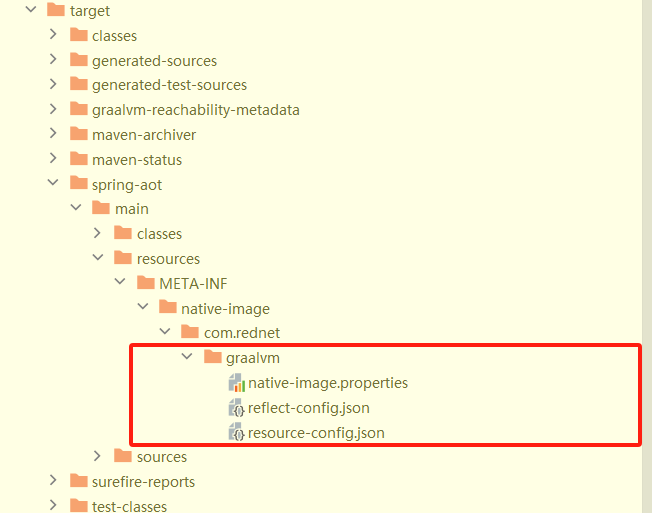 target
classes
generated-sources
generated-test-sources
graalvm-reachability-metadata
maven-archiver
maven-status
spring-aot
main
classes
resources
META-INF
native-image
com.rednet
graalvm
native-image.properties
reflect-config.json
resource-config.json
sources
surefire-reports
test-classes